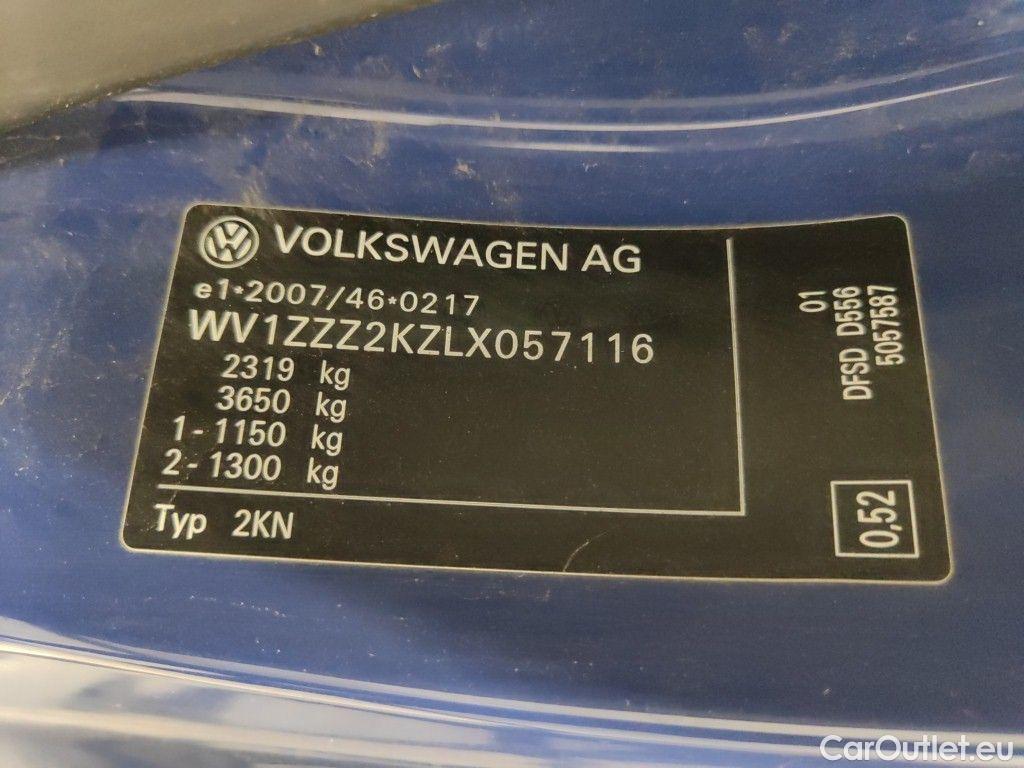 VOLKSWAGEN AG
e1*2007/46*0217
WV1ZZZ2KZLX057116
2319 kg
3650 kg
1- 1150 kg
2- 1300 kg
Typ 2KN
01
DFSD D556
5057587
0,52
CarOutlet.eu